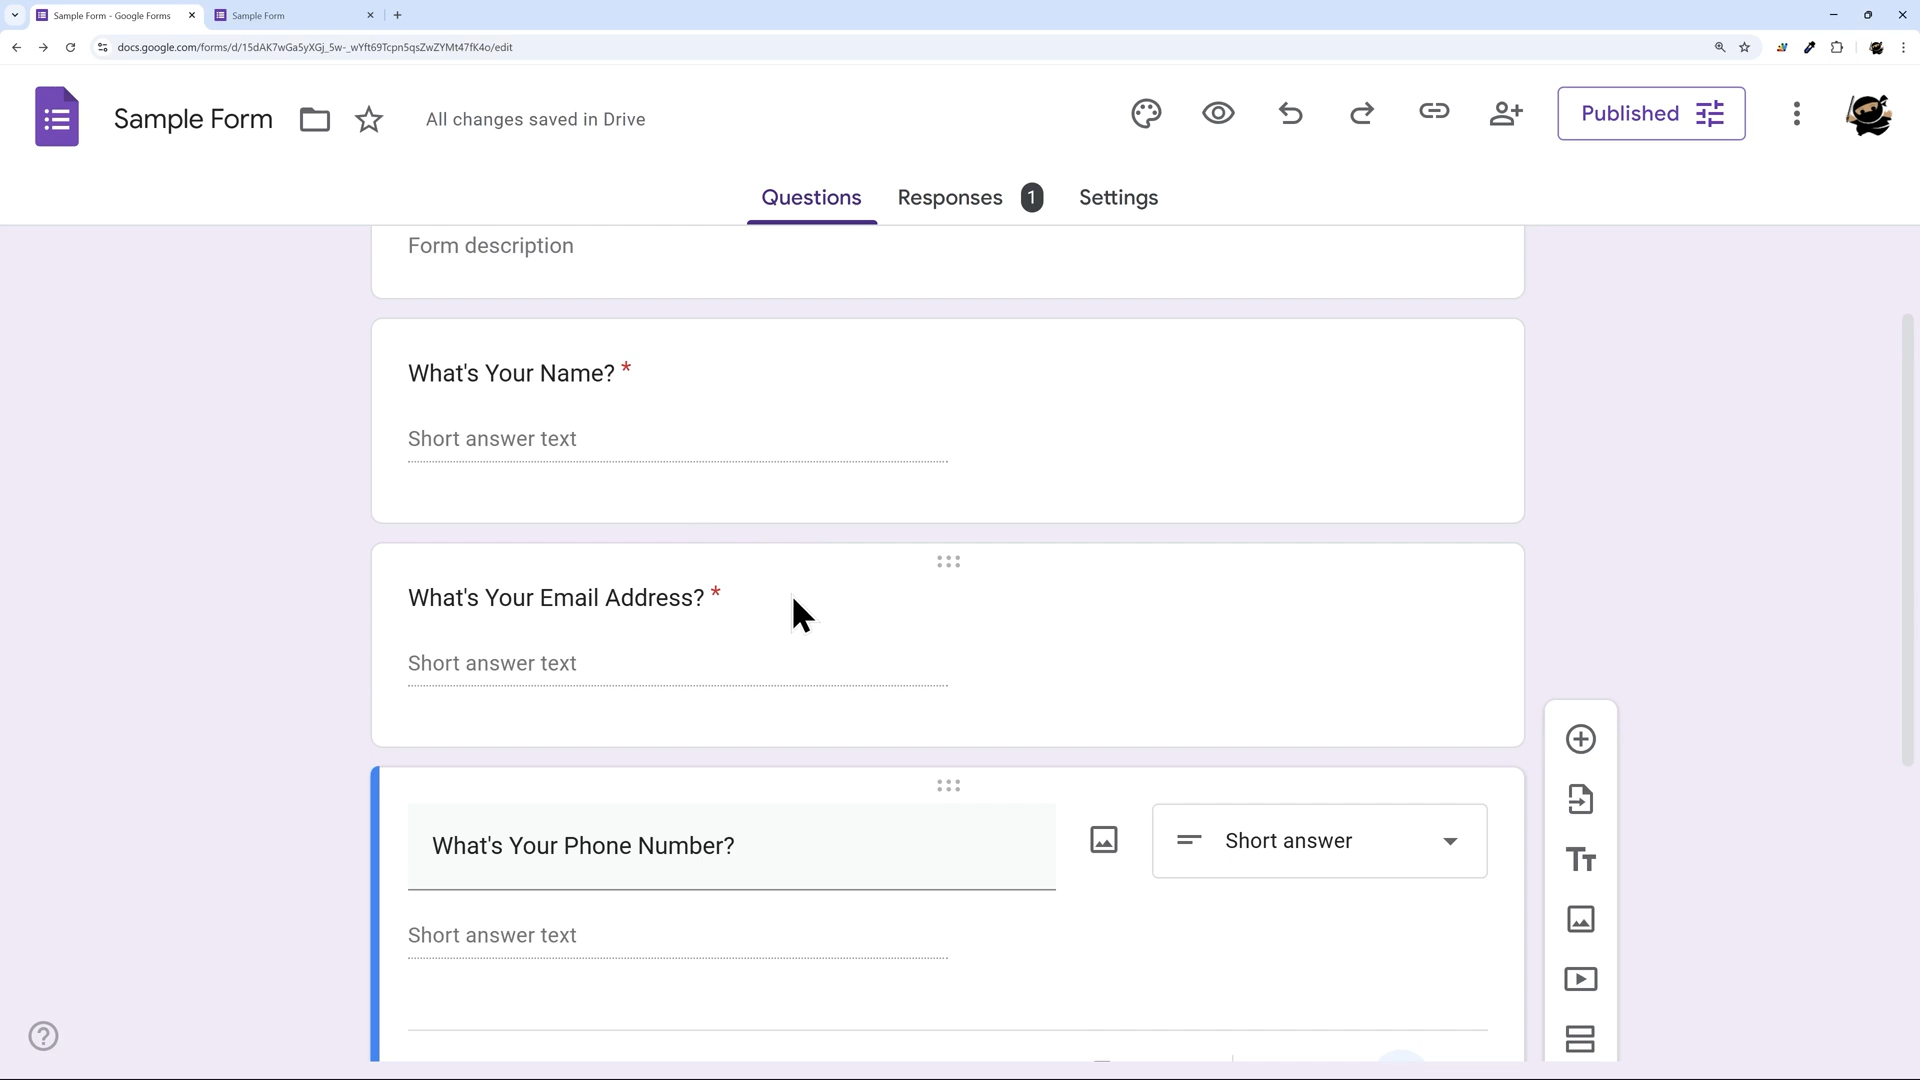 Sample Form - Google Forms
Sample Form
docs.google.com/forms/d/15dAK7wGa5yXGj_5w-_wYft69Tcpn5qsZwZYMt47fK4o/edit
Sample Form
All changes saved in Drive
Published
Questions
Responses 1
Settings
Form description
What's Your Name? *
Short answer text
What's Your Email Address? *
Short answer text
What's Your Phone Number?
Short answer
Short answer text